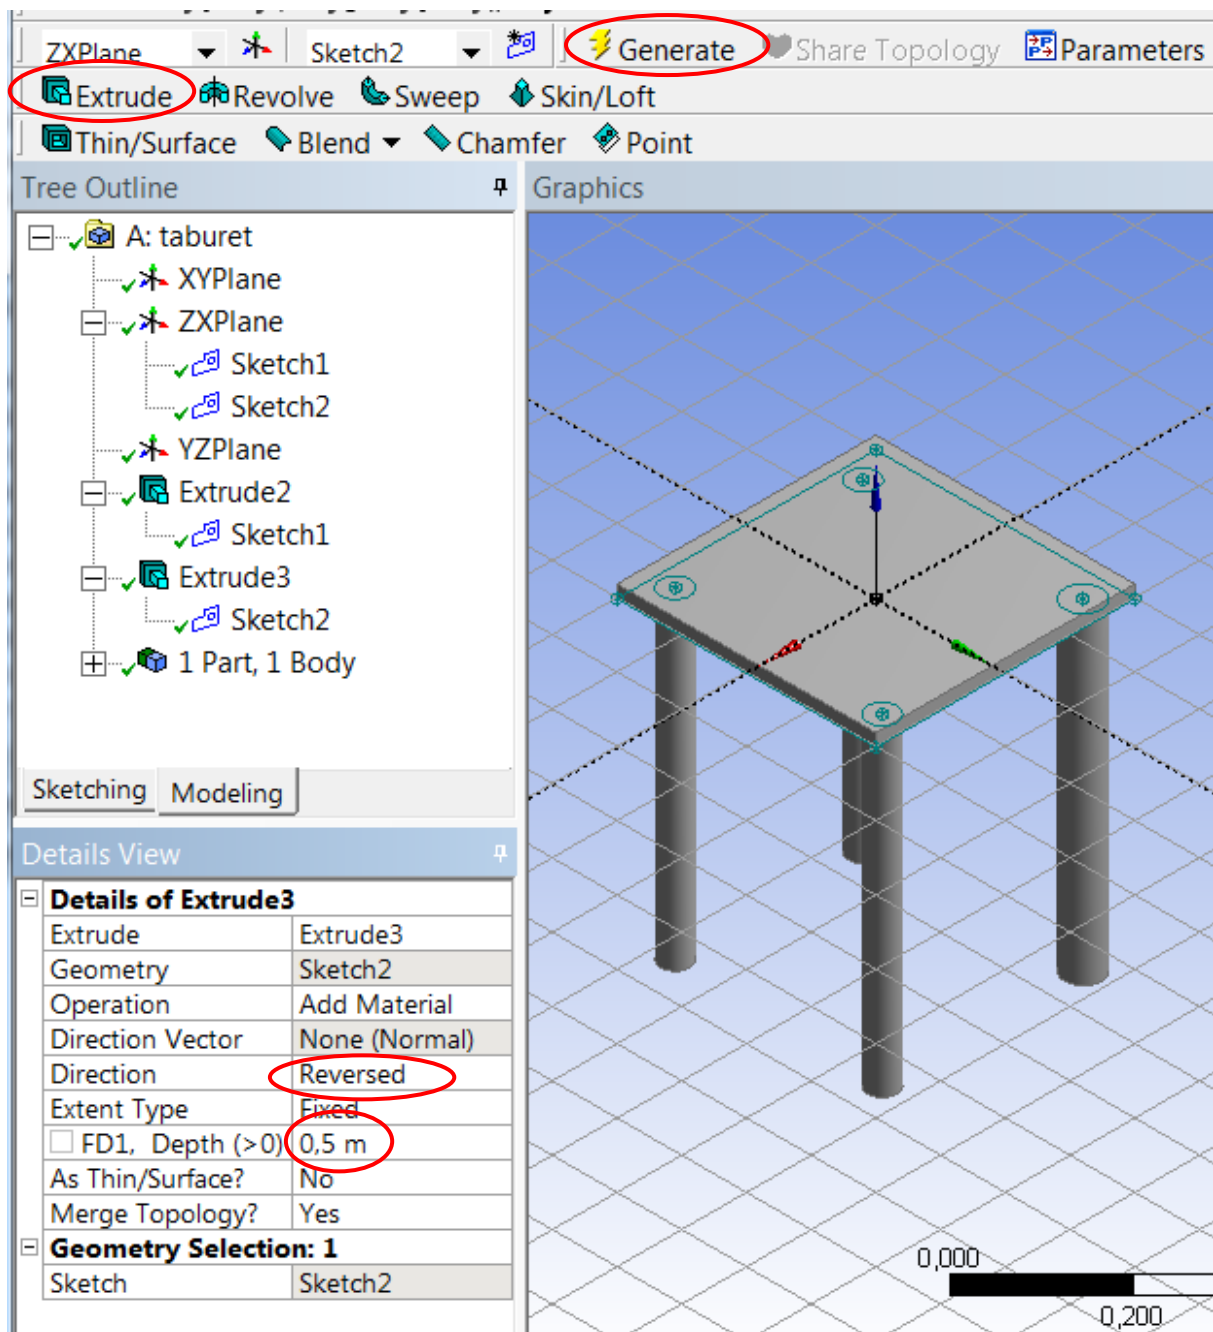 ZXPlane Sketch2 Generate Share Topology Parameters
Extrude Revolve Sweep Skin/Loft
Thin/Surface Blend Chamfer Point
Tree Outline
A: taburet
XYPlane
ZXPlane
Sketch1
Sketch2
YZPlane
Extrude2
Sketch1
Extrude3
Sketch2
1 Part, 1 Body
Sketching Modeling
Details View
Details of Extrude3
Extrude Extrude3
Geometry Sketch2
Operation Add Material
Direction Vector None (Normal)
Direction Reversed
Extent Type Fixed
FD1, Depth (>0) 0,5 m
As Thin/Surface? No
Merge Topology? Yes
Geometry Selection: 1
Sketch Sketch2
Graphics
0,000
0,200